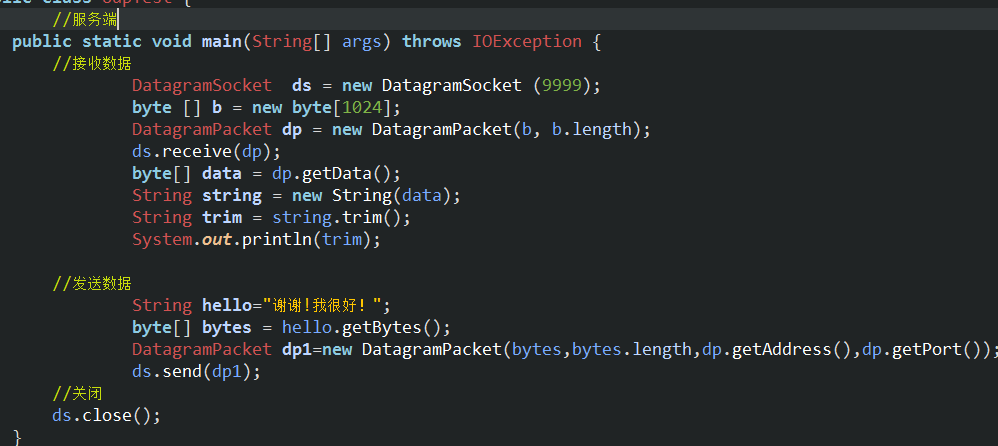 //服务端
public static void main(String[] args) throws IOException {
//接收数据
DatagramSocket  ds = new DatagramSocket (9999);
byte [] b = new byte[1024];
DatagramPacket dp = new DatagramPacket(b, b.length);
ds.receive(dp);
byte[] data = dp.getData();
String string = new String(data);
String trim = string.trim();
System.out.println(trim);
//发送数据
String hello="谢谢!我很好！";
byte[] bytes = hello.getBytes();
DatagramPacket dp1=new DatagramPacket(bytes,bytes.length,dp.getAddress(),dp.getPort());
ds.send(dp1);
//关闭
ds.close();
}